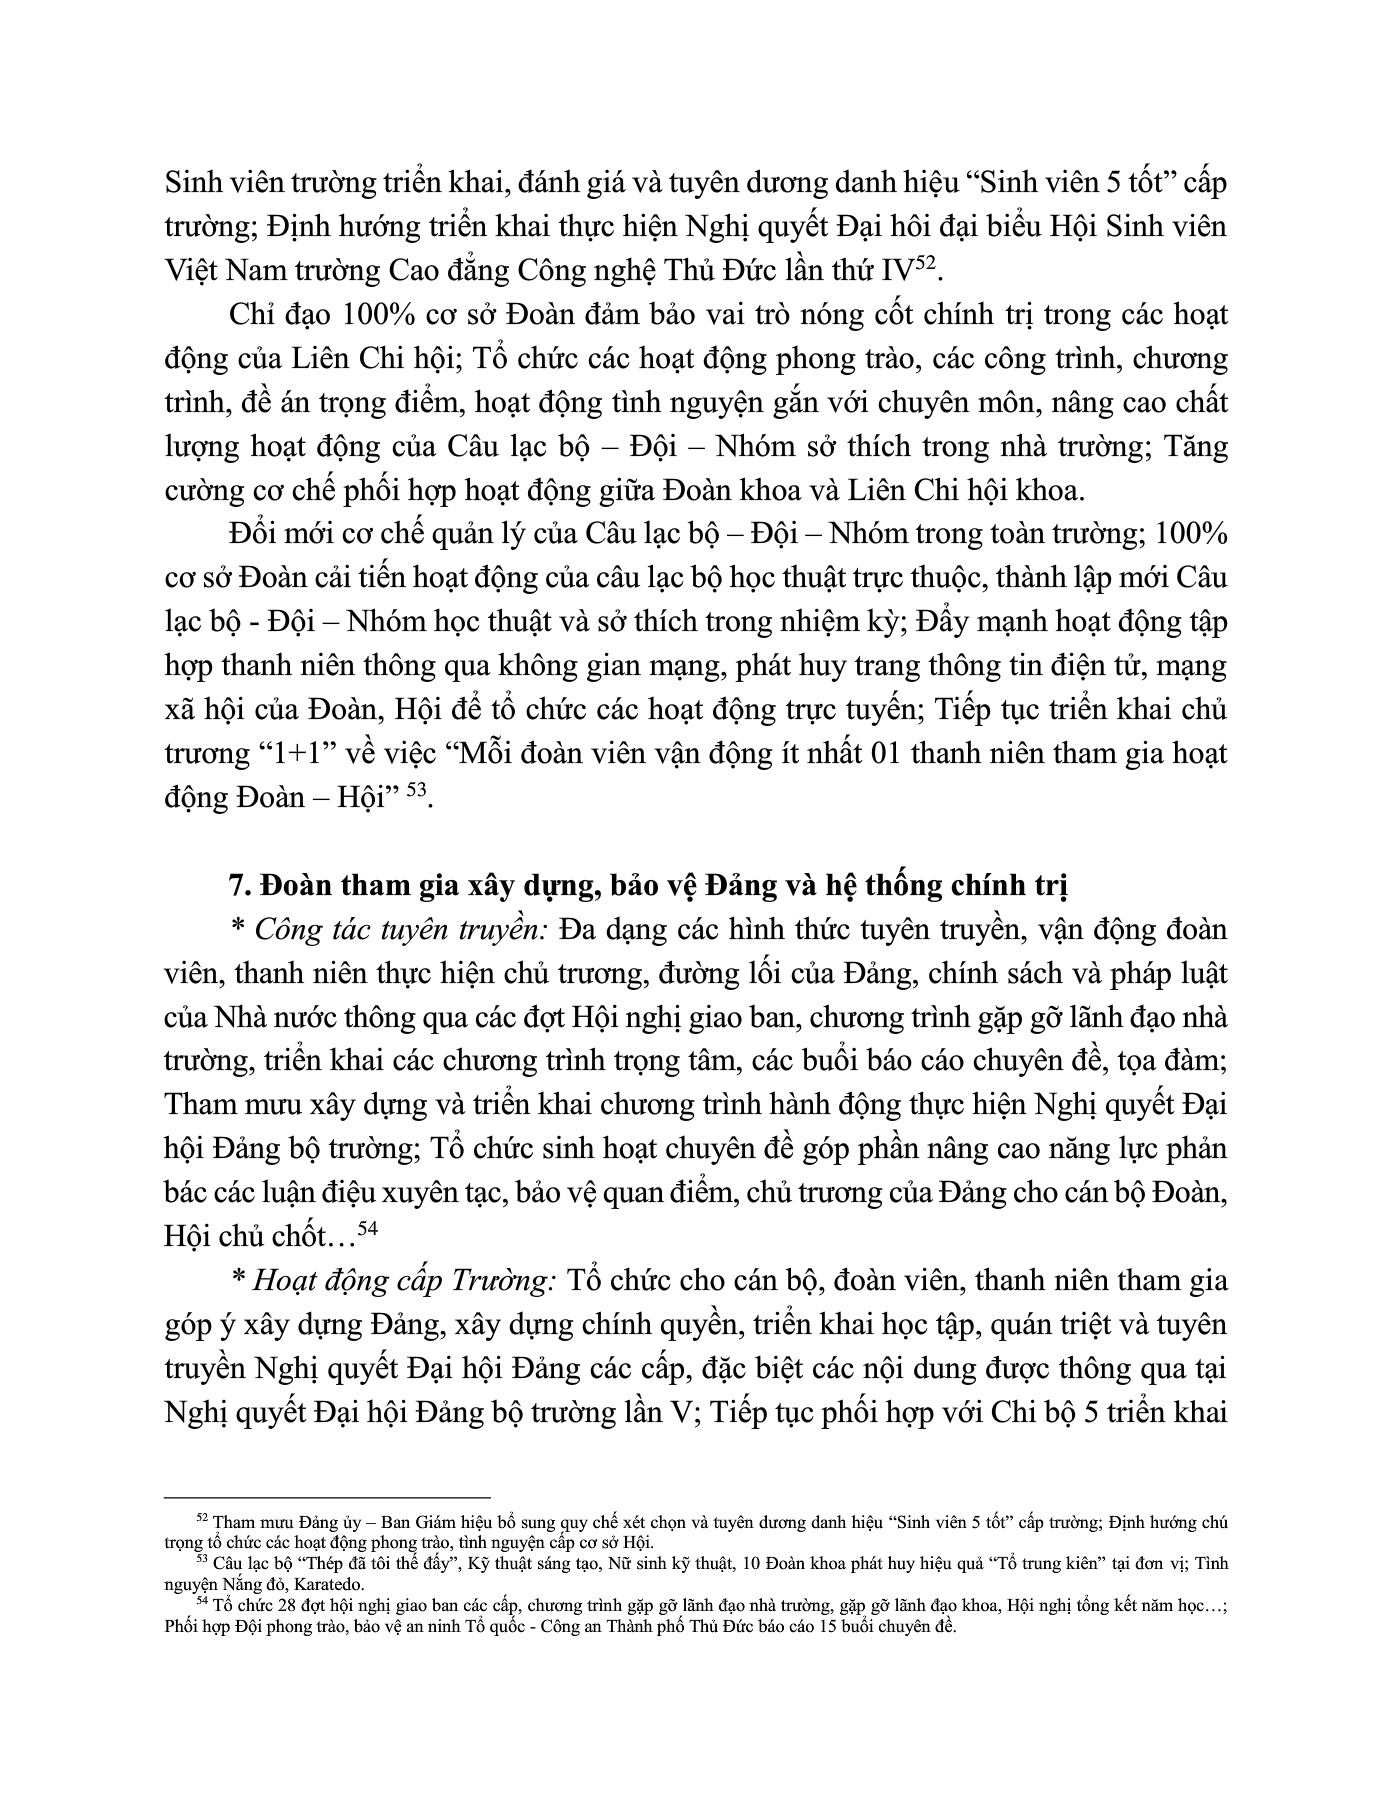 Sinh viên trường triển khai, đánh giá và tuyên dương danh hiệu “Sinh viên 5 tốt” cấp
trường; Định hướng triển khai thực hiện Nghị quyết Đại hôi đại biểu Hội Sinh viên
Việt Nam trường Cao đẳng Công nghệ Thủ Đức lần thứ IV52.
Chỉ đạo 100% cơ sở Đoàn đảm bảo vai trò nóng cốt chính trị trong các hoạt
động của Liên Chi hội; Tổ chức các hoạt động phong trào, các công trình, chương
trình, đề án trọng điểm, hoạt động tình nguyện gắn với chuyên môn, nâng cao chất
lượng hoạt động của Câu lạc bộ – Đội – Nhóm sở thích trong nhà trường; Tăng
cường cơ chế phối hợp hoạt động giữa Đoàn khoa và Liên Chi hội khoa.
Đổi mới cơ chế quản lý của Câu lạc bộ – Đội – Nhóm trong toàn trường; 100%
cơ sở Đoàn cải tiến hoạt động của câu lạc bộ học thuật trực thuộc, thành lập mới Câu
lạc bộ - Đội – Nhóm học thuật và sở thích trong nhiệm kỳ; Đẩy mạnh hoạt động tập
hợp thanh niên thông qua không gian mạng, phát huy trang thông tin điện tử, mạng
xã hội của Đoàn, Hội để tổ chức các hoạt động trực tuyến; Tiếp tục triển khai chủ
trương “1+1” về việc “Mỗi đoàn viên vận động ít nhất 01 thanh niên tham gia hoạt
động Đoàn – Hội” 53.
7. Đoàn tham gia xây dựng, bảo vệ Đảng và hệ thống chính trị
* Công tác tuyên truyền: Đa dạng các hình thức tuyên truyền, vận động đoàn
viên, thanh niên thực hiện chủ trương, đường lối của Đảng, chính sách và pháp luật
của Nhà nước thông qua các đợt Hội nghị giao ban, chương trình gặp gỡ lãnh đạo nhà
trường, triển khai các chương trình trọng tâm, các buổi báo cáo chuyên đề, tọa đàm;
Tham mưu xây dựng và triển khai chương trình hành động thực hiện Nghị quyết Đại
hội Đảng bộ trường; Tổ chức sinh hoạt chuyên đề góp phần nâng cao năng lực phản
bác các luận điệu xuyên tạc, bảo vệ quan điểm, chủ trương của Đảng cho cán bộ Đoàn,
Hội chủ chốt…54
* Hoạt động cấp Trường: Tổ chức cho cán bộ, đoàn viên, thanh niên tham gia
góp ý xây dựng Đảng, xây dựng chính quyền, triển khai học tập, quán triệt và tuyên
truyền Nghị quyết Đại hội Đảng các cấp, đặc biệt các nội dung được thông qua tại
Nghị quyết Đại hội Đảng bộ trường lần V; Tiếp tục phối hợp với Chi bộ 5 triển khai
52 Tham mưu Đảng ủy – Ban Giám hiệu bổ sung quy chế xét chọn và tuyên dương danh hiệu “Sinh viên 5 tốt” cấp trường; Định hướng chú
trọng tổ chức các hoạt động phong trào, tình nguyện cấp cơ sở Hội.
53 Câu lạc bộ “Thép đã tôi thế đấy”, Kỹ thuật sáng tạo, Nữ sinh kỹ thuật, 10 Đoàn khoa phát huy hiệu quả “Tổ trung kiên” tại đơn vị; Tình
nguyện Nắng đỏ, Karatedo.
54 Tổ chức 28 đợt hội nghị giao ban các cấp, chương trình gặp gỡ lãnh đạo nhà trường, gặp gỡ lãnh đạo khoa, Hội nghị tổng kết năm học…;
Phối hợp Đội phong trào, bảo vệ an ninh Tổ quốc - Công an Thành phố Thủ Đức báo cáo 15 buổi chuyên đề.